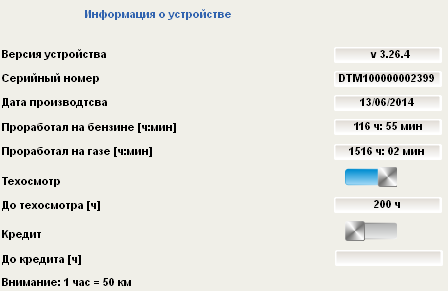 Информация о устройстве
Версия устройства v 3.26.4
Серийный номер DTM100000002399
Дата производтсва 13/06/2014
Проработал на бензине [ч:мин] 116 ч: 55 мин
Проработал на газе [ч:мин] 1516 ч: 02 мин
Техосмотр
До техосмотра [ч] 200 ч
Кредит
До кредита [ч]
Внимание: 1 час = 50 км